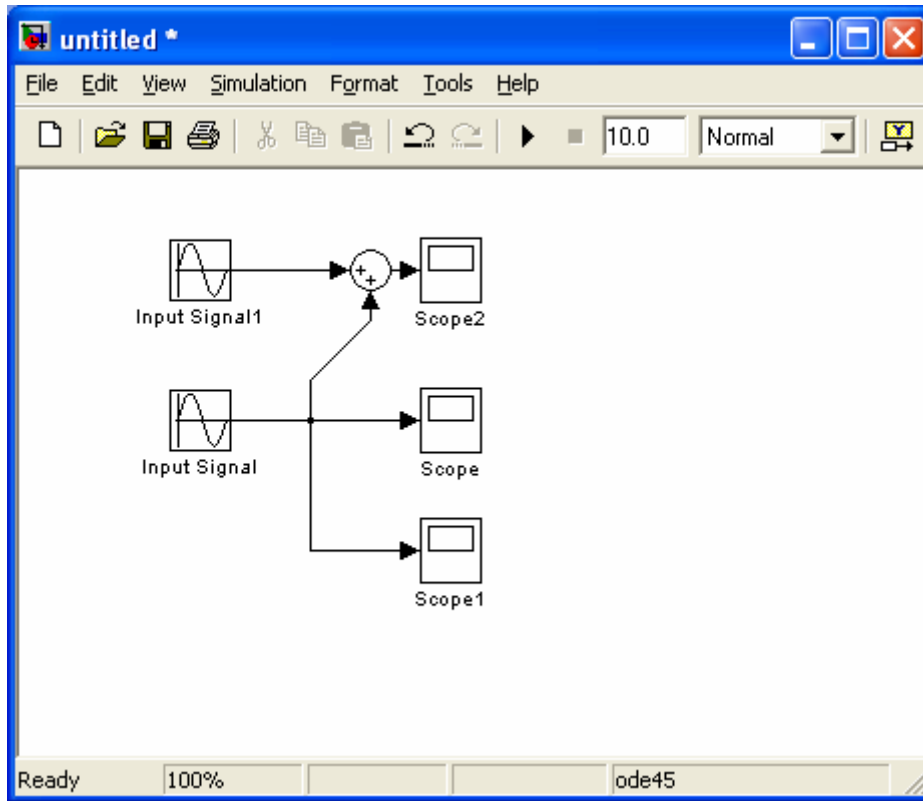 untitled *
File Edit View Simulation Format Tools Help
10.0 Normal Y
+
+
Input Signal1
Scope2
Input Signal
Scope
Scope1
Ready 100% ode45